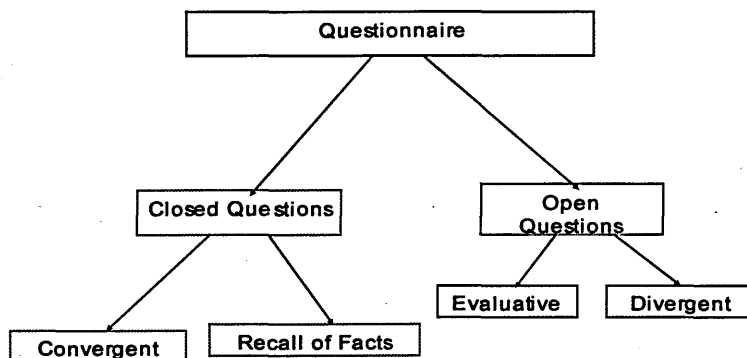 Questionnaire
Closed Questions
Open
Questions
Evaluative
Divergent
Convergent
Recall of Facts